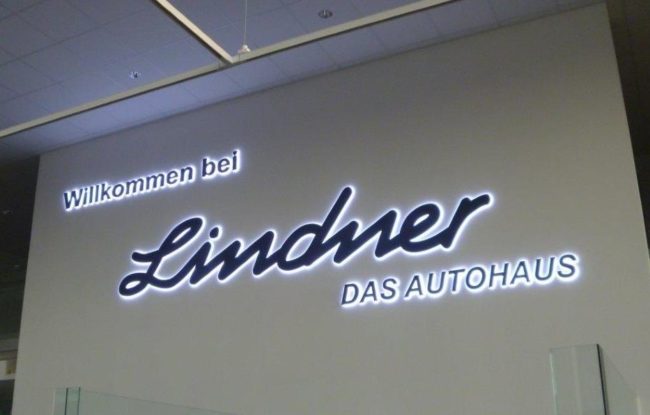 Willkommen bei
Lindner
DAS AUTOHAUS